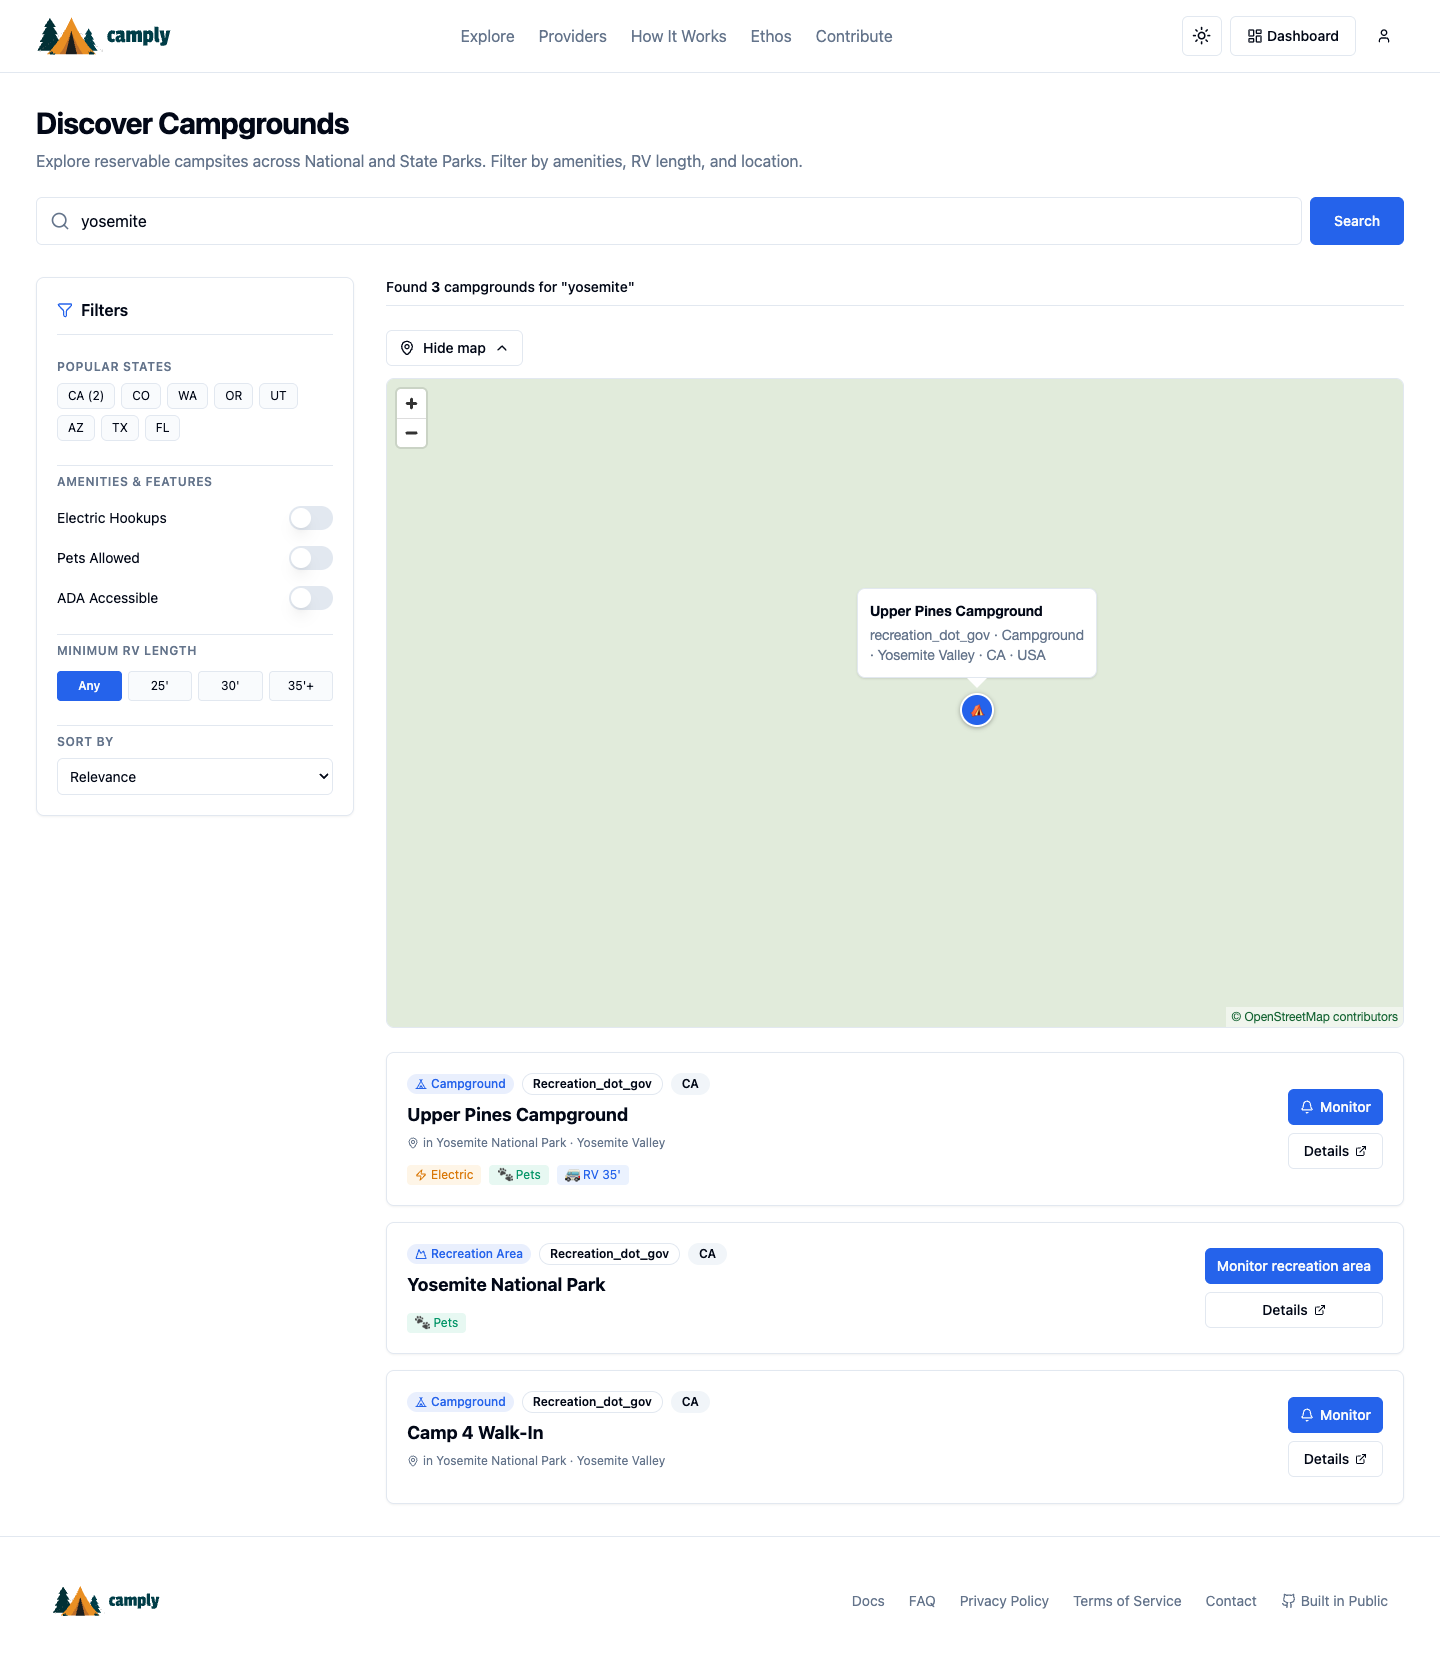 camply
Explore
Providers
How It Works
Ethos
Contribute
Dashboard
Discover Campgrounds
Explore reservable campsites across National and State Parks. Filter by amenities, RV length, and location.
yosemite
Search
Filters
POPULAR STATES
CA (2)
CO
WA
OR
UT
AZ
TX
FL
AMENITIES & FEATURES
Electric Hookups
Pets Allowed
ADA Accessible
MINIMUM RV LENGTH
Any
25'
30'
35'+
SORT BY
Relevance
Found 3 campgrounds for "yosemite"
Hide map
+
−
Upper Pines Campground
recreation_dot_gov · Campground
· Yosemite Valley · CA · USA
© OpenStreetMap contributors
Campground
Recreation_dot_gov
CA
Upper Pines Campground
in Yosemite National Park · Yosemite Valley
Electric
Pets
RV 35'
Monitor
Details
Recreation Area
Recreation_dot_gov
CA
Yosemite National Park
Pets
Monitor recreation area
Details
Campground
Recreation_dot_gov
CA
Camp 4 Walk-In
in Yosemite National Park · Yosemite Valley
Monitor
Details
camply
Docs
FAQ
Privacy Policy
Terms of Service
Contact
Built in Public